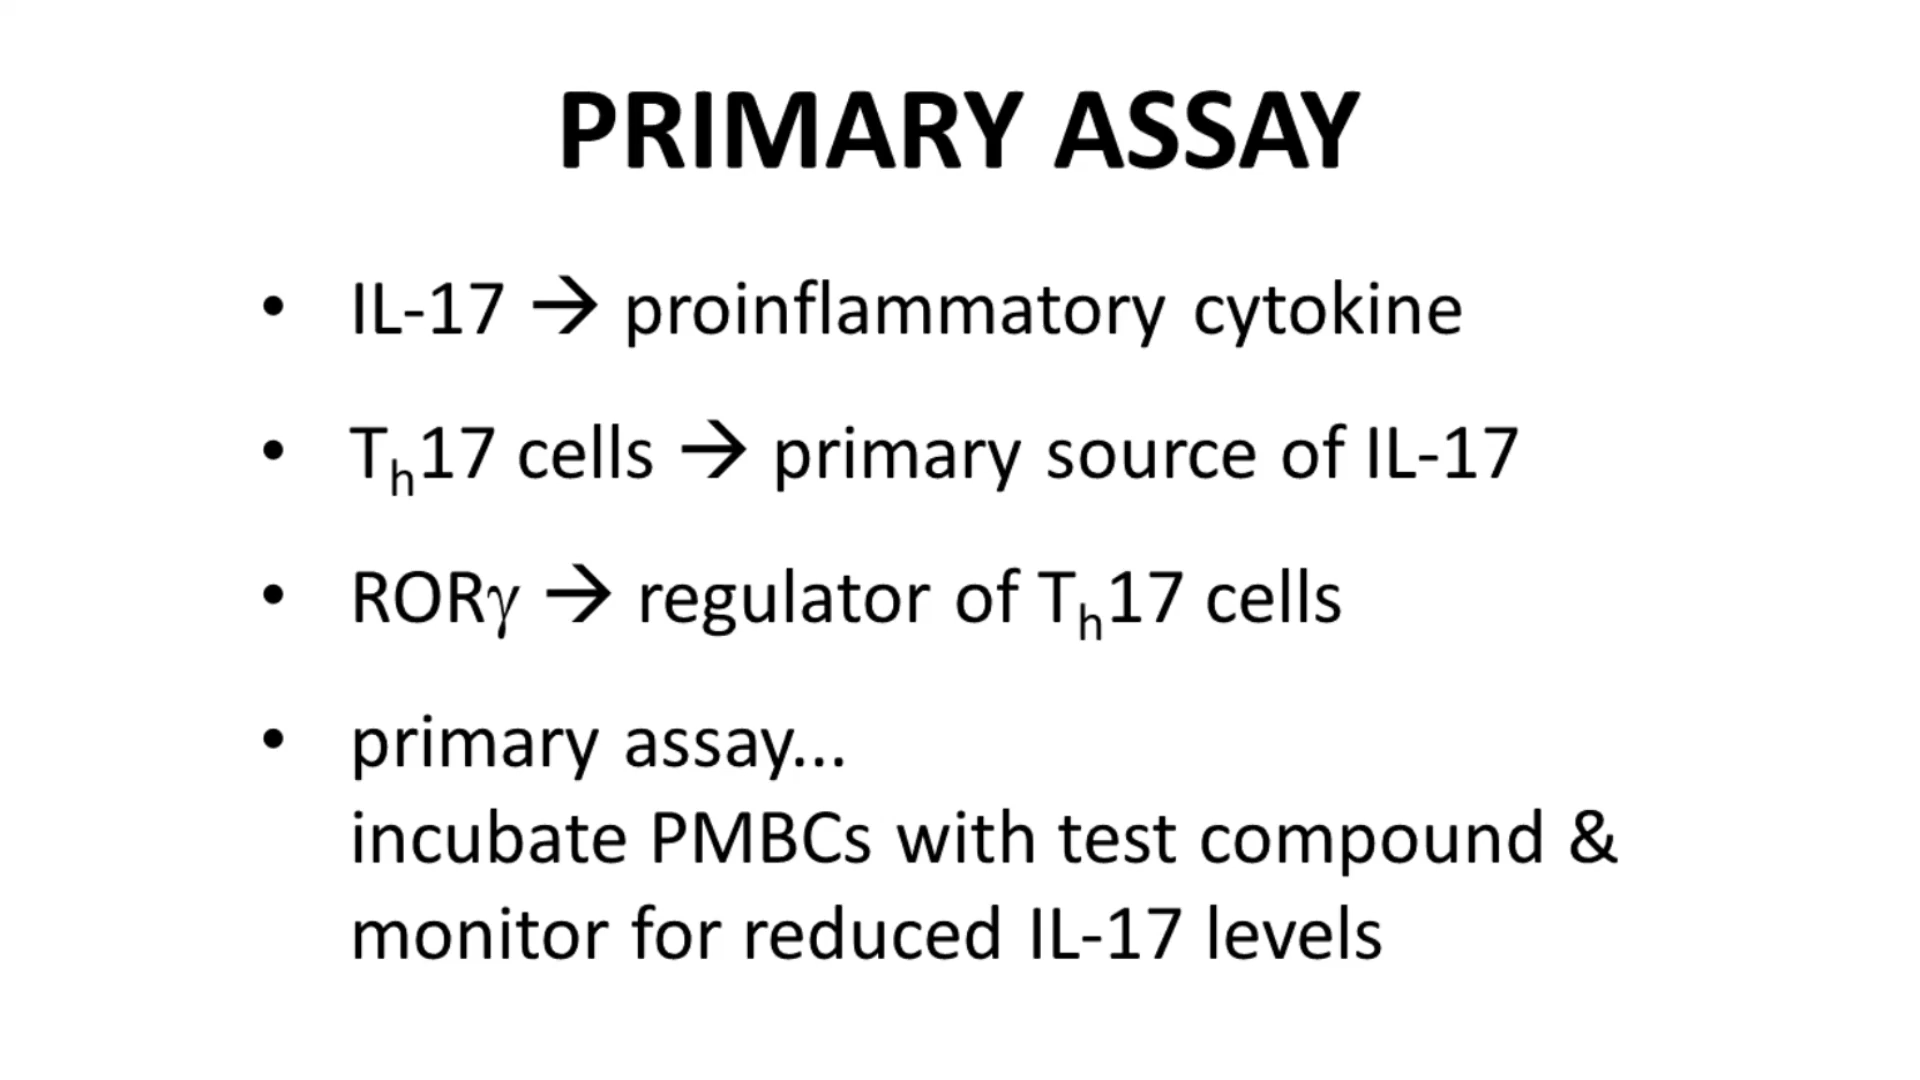 PRIMARY ASSAY
• IL-17 → proinflammatory cytokine
• Th17 cells → primary source of IL-17
• RORγ → regulator of Th17 cells
• primary assay...
incubate PMBCs with test compound &
monitor for reduced IL-17 levels